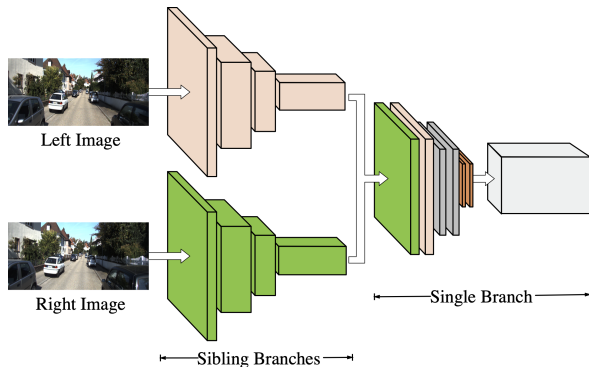 Left Image
Right Image
Single Branch
Sibling Branches